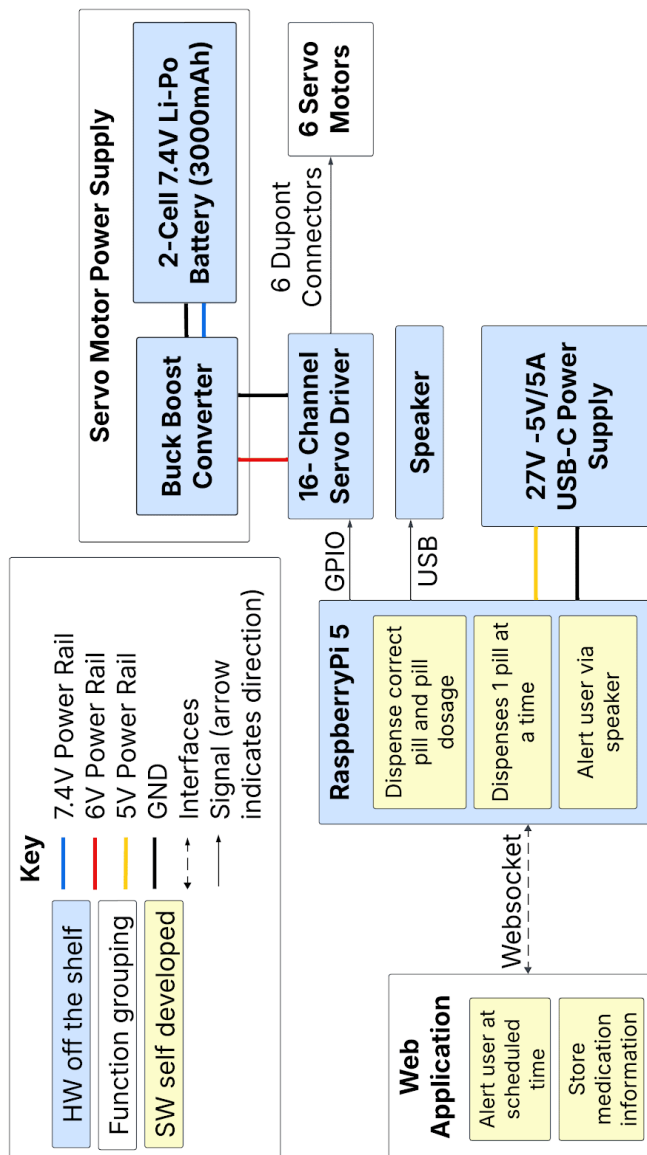 Key
HW off the shelf
Function grouping
SW self developed
7.4V Power Rail
6V Power Rail
5V Power Rail
GND
Interfaces
Signal (arrow
indicates direction)
Servo Motor Power Supply
Buck Boost
Converter
2-Cell 7.4V Li-Po
Battery (3000mAh)
16- Channel
Servo Driver
6 Dupont
Connectors
6 Servo
Motors
Speaker
27V -5V/5A
USB-C Power
Supply
GPIO
USB
RaspberryPi 5
Dispense correct
pill and pill
dosage
Dispenses 1 pill at
a time
Alert user via
speaker
Websocket
Web
Application
Alert user at
scheduled
time
Store
medication
information